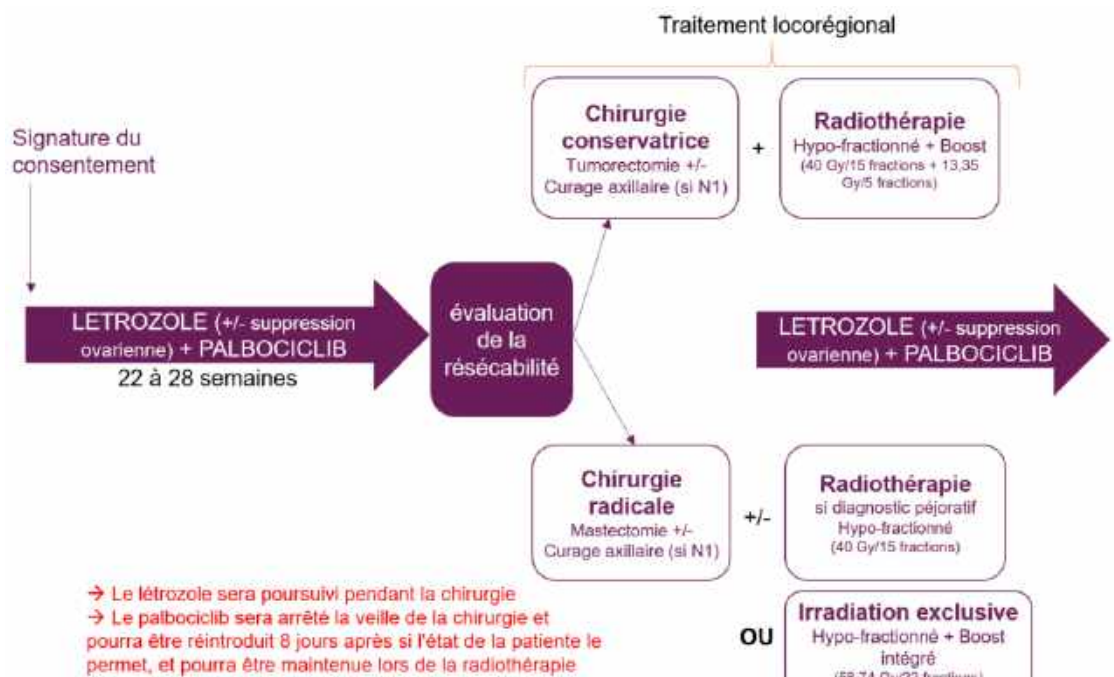 Traitement locorégional
Signature du
consentement
Chirurgie
conservatrice
Tumorectomie +/-
Curage axillaire (si N1)
+
Radiothérapie
Hypo-fractionné + Boost
(40 Gy/15 fractions + 13,35
Gy/5 fractions)
LETROZOLE (+/- suppression
ovarienne) + PALBOCICLIB
22 à 28 semaines
évaluation
de la
résécabilité
LETROZOLE (+/- suppression
ovarienne) + PALBOCICLIB
Chirurgie
radicale
Mastectomie +/-
Curage axillaire (si N1)
+/-
Radiothérapie
si diagnostic péjoratif
Hypo-fractionné
(40 Gy/15 fractions)
→ Le létrozole sera poursuivi pendant la chirurgie
→ Le palbociclib sera arrêté la veille de la chirurgie et
pourra être réintroduit 8 jours après si l'état de la patiente le
permet, et pourra être maintenue lors de la radiothérapie
OU
Irradiation exclusive
Hypo-fractionné + Boost
intégré